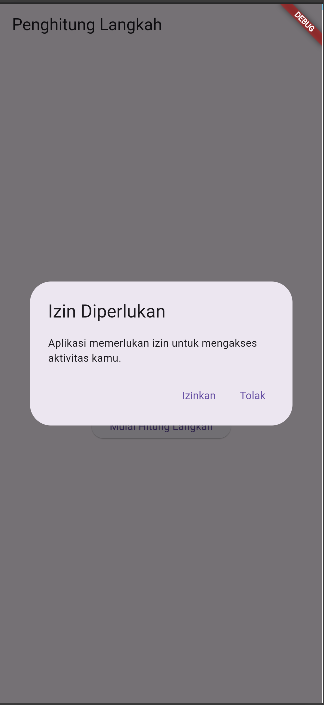 Penghitung Langkah
DEBUG
Izin Diperlukan
Aplikasi memerlukan izin untuk mengakses
aktivitas kamu.
Izinkan
Tolak
Mulai Hitung Langkah